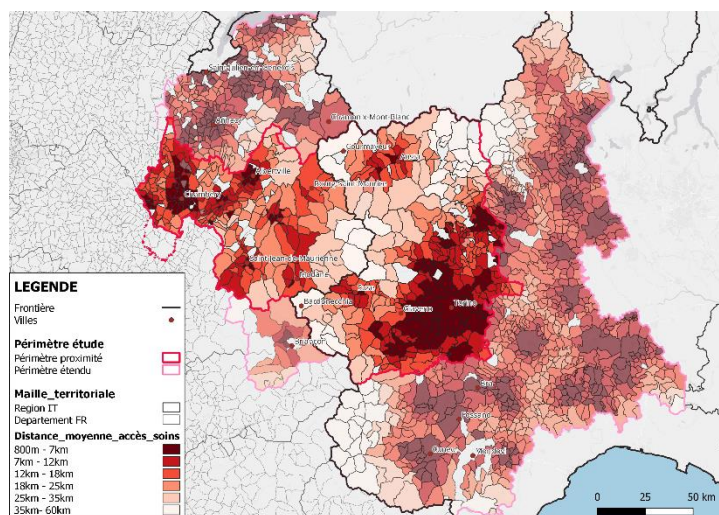 Saint-Julien-en-Genevois
Annecy
Chamonix-Mont-Blanc
Courmayeur
Aosta
Albertville
Bourg-Saint-Maurice
Chambéry
Saint-Jean-de-Maurienne
Modane
Bardonecchia
Susa
Giaveno
Torino
Briançon
Bra
Fossano
Cuneo
Mondovì
LEGENDE
Frontière
Villes
Périmètre étude
Périmètre proximité
Périmètre étendu
Maille_territoriale
Region IT
Departement FR
Distance_moyenne_accès_soins
800m - 7km
7km - 12km
12km - 18km
18km - 25km
25km - 35km
35km- 60km
0 25 50 km